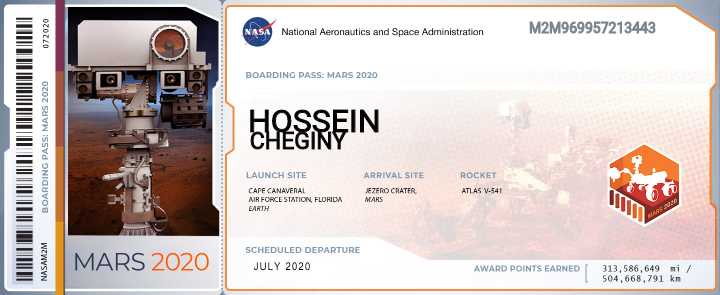 072020
BOARDING PASS: MARS 2020
NASAM2M
MARS 2020
NASA
National Aeronautics and Space Administration
M2M969957213443
BOARDING PASS: MARS 2020
HOSSEIN
CHEGINY
LAUNCH SITE
CAPE CANAVERAL
AIR FORCE STATION, FLORIDA
EARTH
ARRIVAL SITE
JEZERO CRATER,
MARS
ROCKET
ATLAS V-541
MARS 2020
SCHEDULED DEPARTURE
JULY 2020
AWARD POINTS EARNED
313,586,649 mi /
504,668,791 km